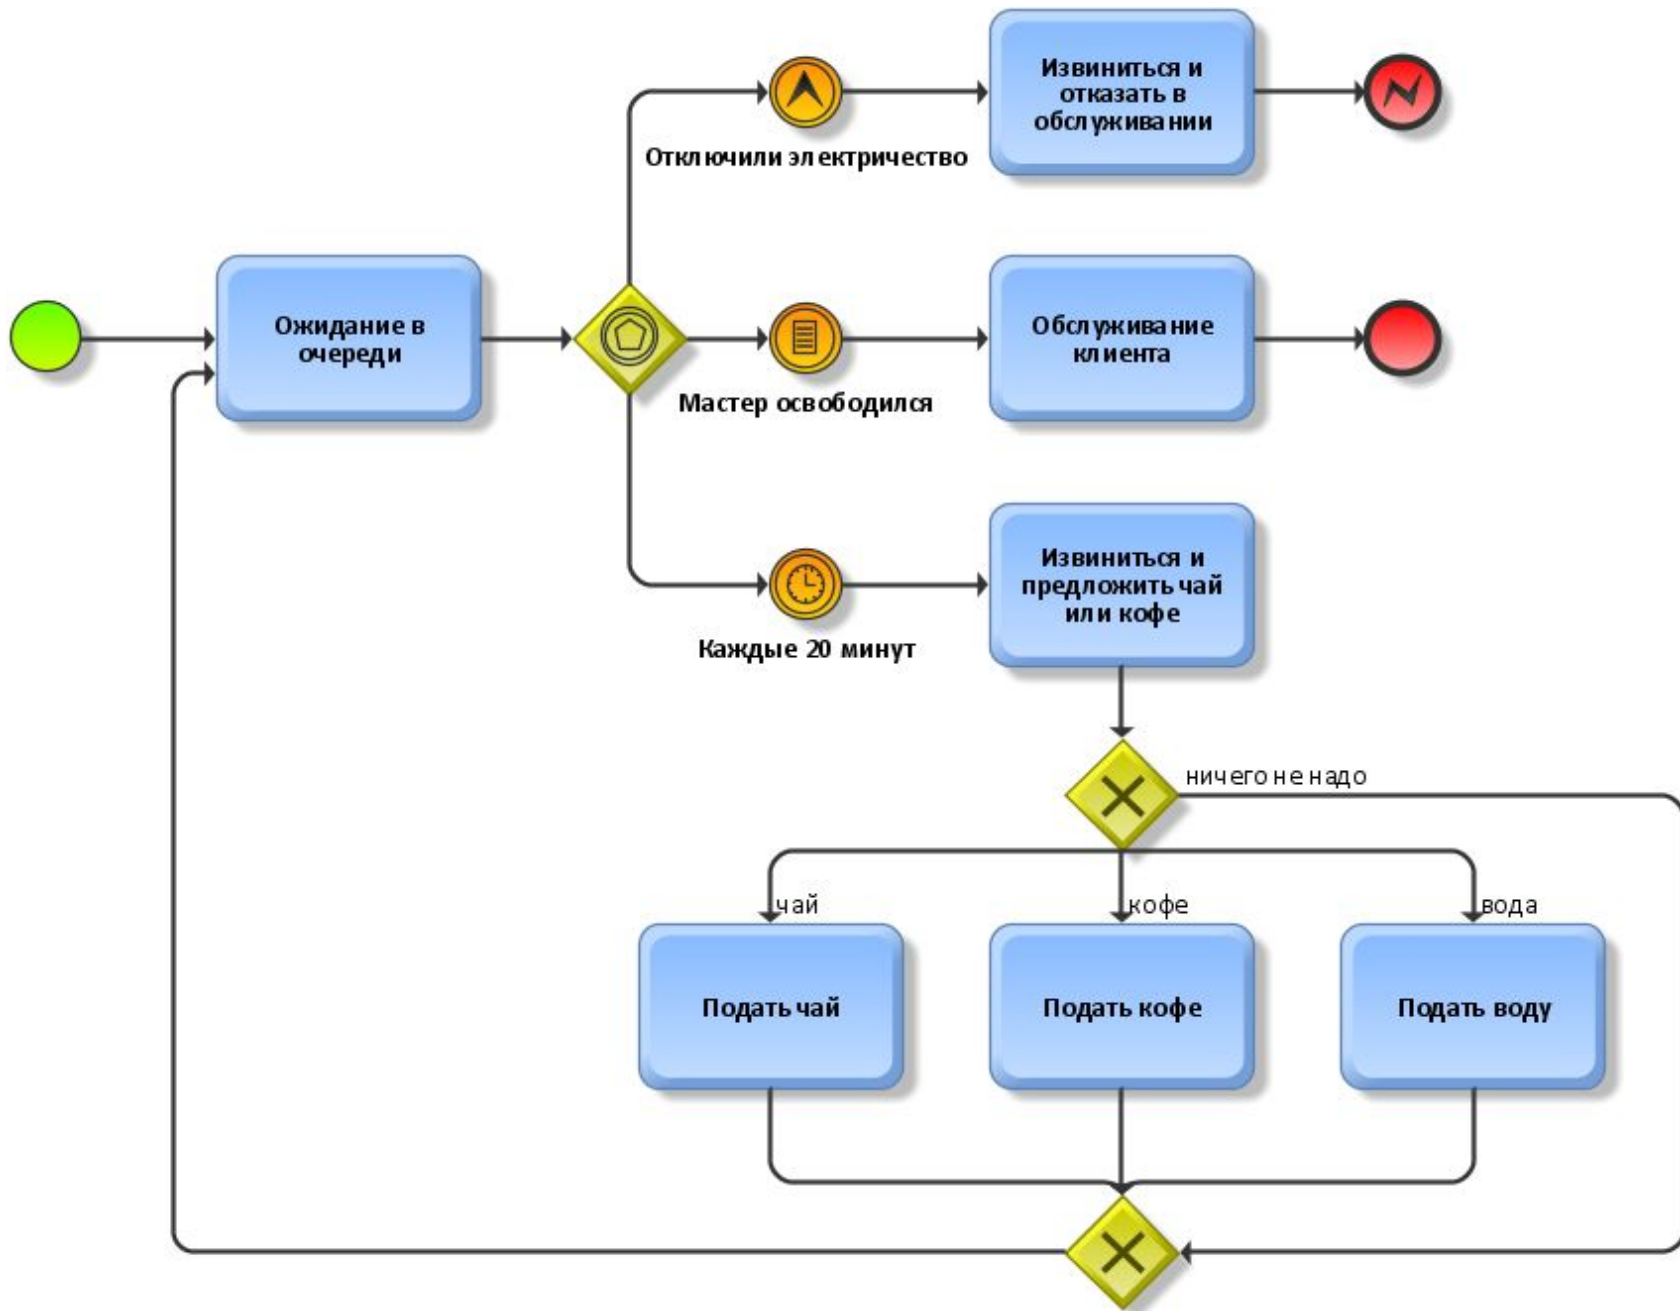 Извиниться и
отказать в
обслуживании
Отключили электричество
Ожидание в
очереди
Обслуживание
клиента
Мастер освободился
Извиниться и
предложить чай
или кофе
Каждые 20 минут
ничего не надо
чай
кофе
вода
Подать чай
Подать кофе
Подать воду